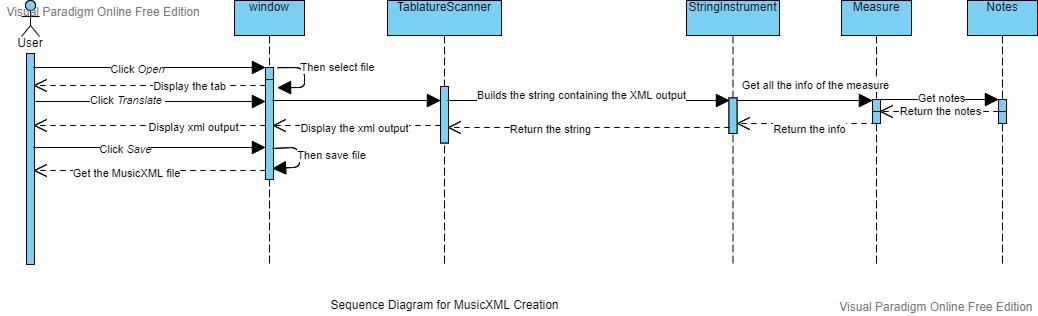 Visual Paradigm Online Free Edition
User
window
TablatureScanner
StringInstrument
Measure
Notes
Click Open
Then select file
Display the tab
Click Translate
Builds the string containing the XML output
Get all the info of the measure
Get notes
Return the notes
Display xml output
Display the xml output
Return the string
Return the info
Click Save
Then save file
Get the MusicXML file
Sequence Diagram for MusicXML Creation
Visual Paradigm Online Free Edition